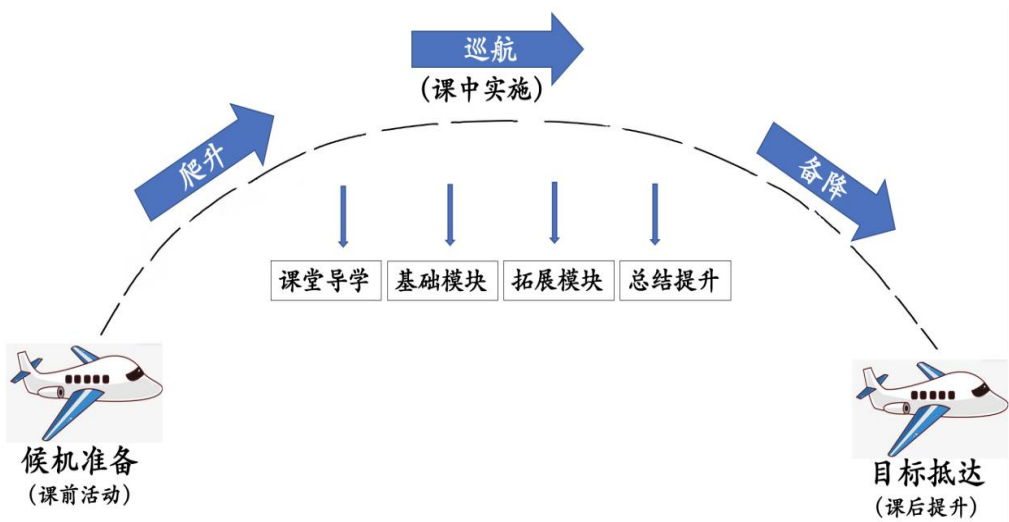 巡航
(课中实施)
爬升
备降
课堂导学
基础模块
拓展模块
总结提升
候机准备
(课前活动)
目标抵达
(课后提升)